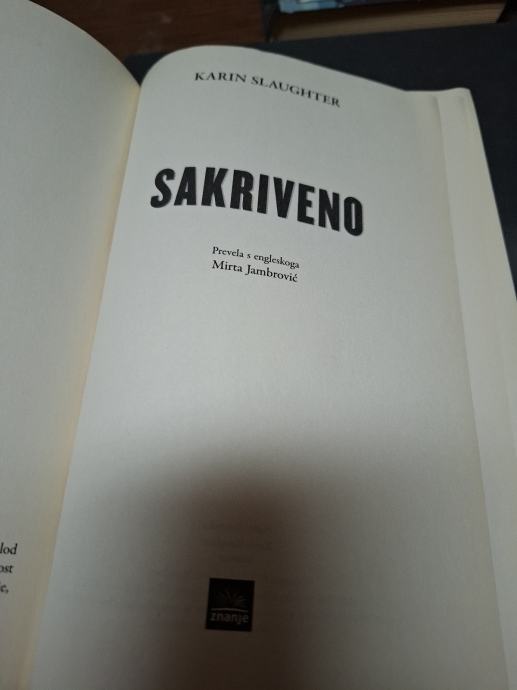 KARIN SLAUGHTER
SAKRIVENO
Prevela s engleskoga
Mirta Jambrović
znanje